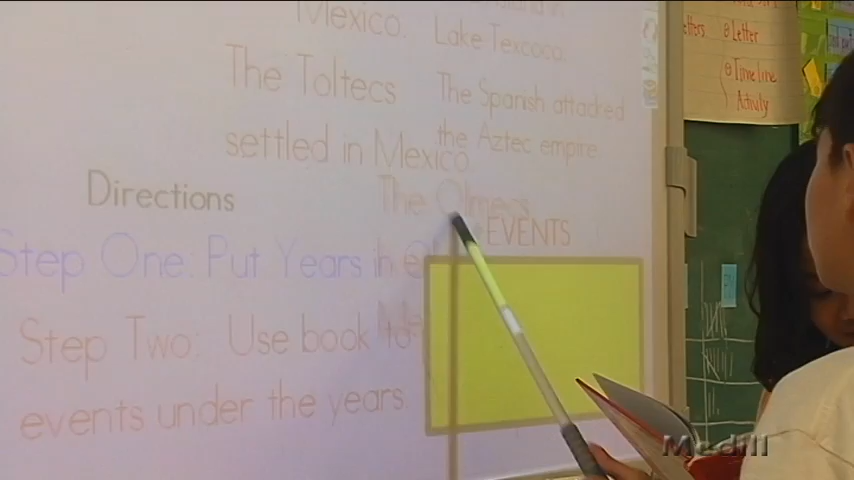 Mexico.
The Toltecs
settled in Mexico.
Lake Texcoco.
The Spanish attacked
the Aztec empire
The Olmecs
Directions
EVENTS
Step One: Put Years in
Step Two: Use book to
events under the years.
Letter
Timeline
Activity
Medill